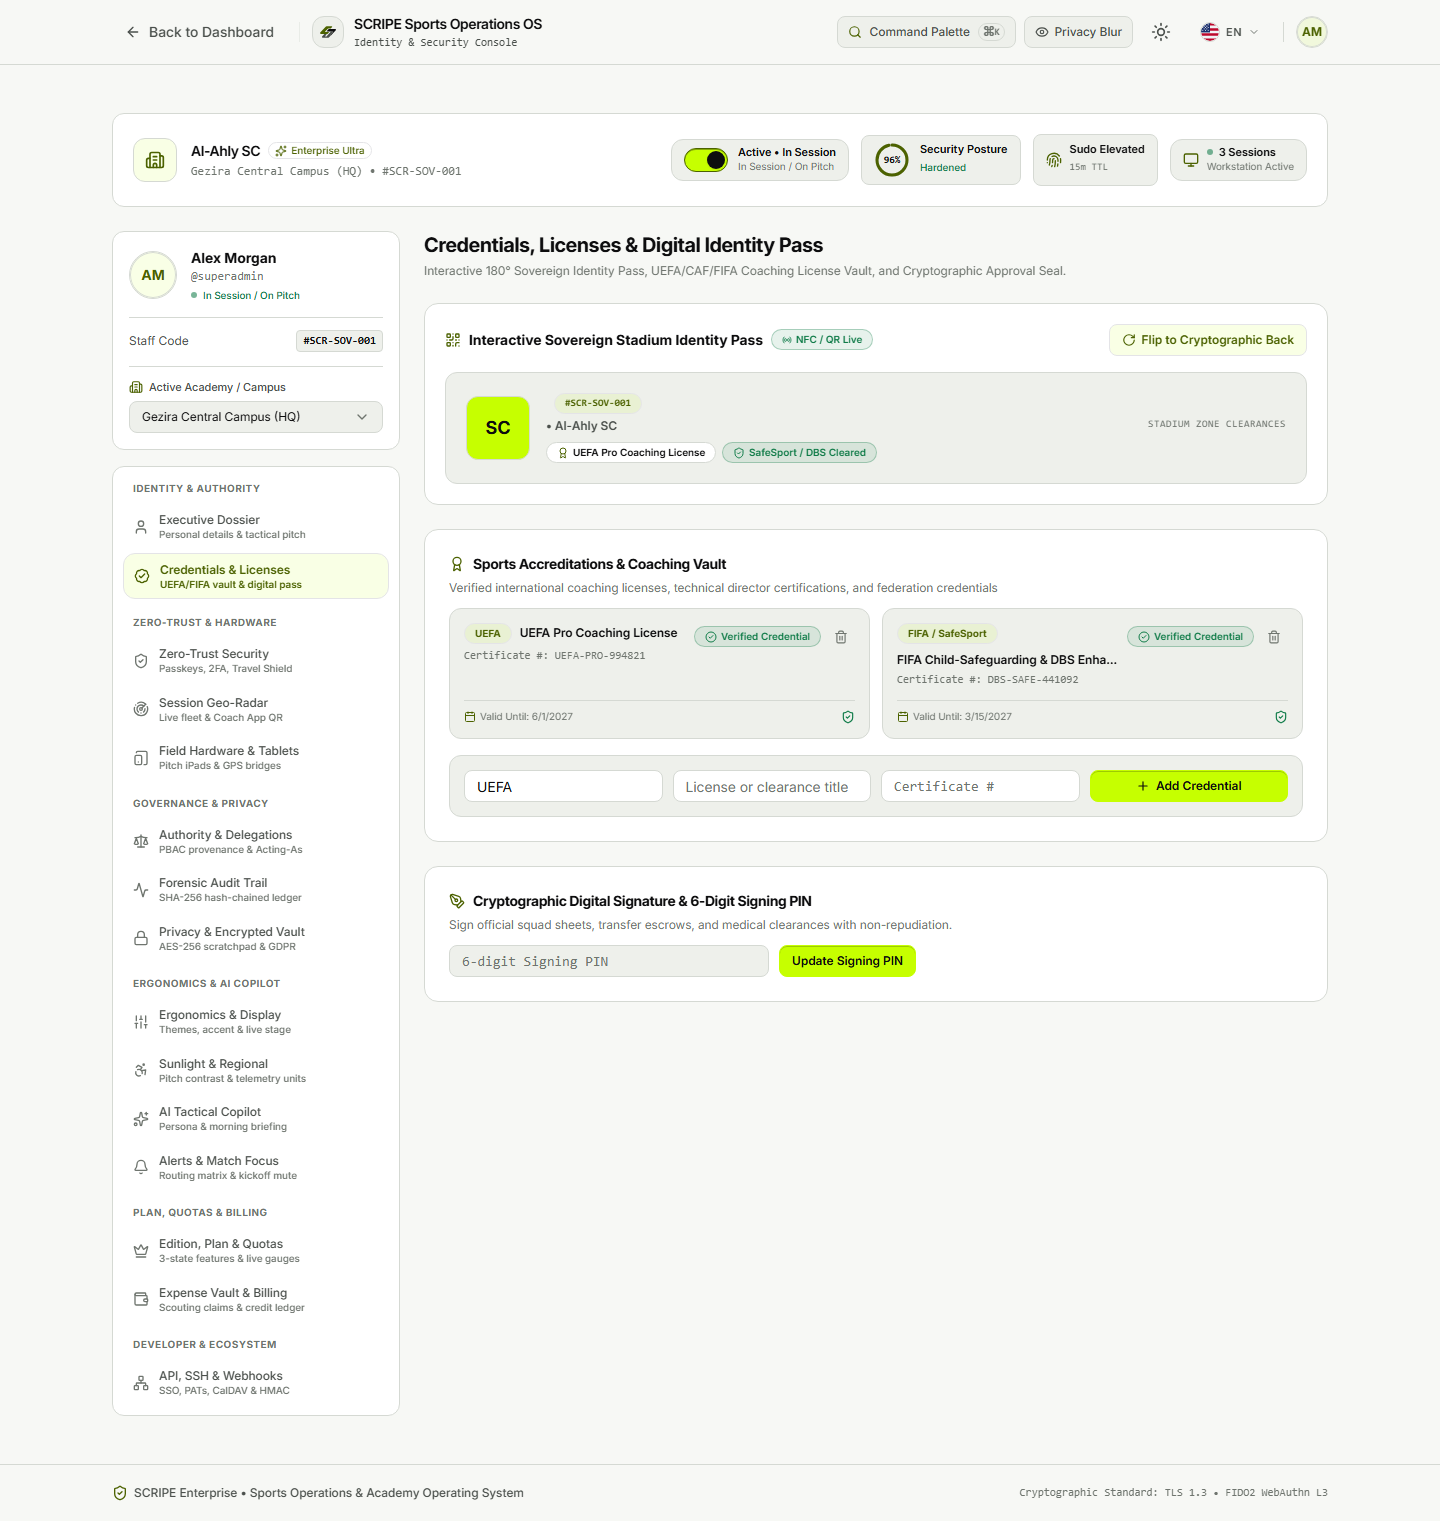 Back to Dashboard
SCRIPE Sports Operations OS
Identity & Security Console
Command Palette ⌘K
Privacy Blur
EN
AM
Al-Ahly SC
Enterprise Ultra
Gezira Central Campus (HQ) • #SCR-SOV-001
Active • In Session
In Session / On Pitch
96%
Security Posture
Hardened
Sudo Elevated
15m TTL
3 Sessions
Workstation Active
AM
Alex Morgan
@superadmin
In Session / On Pitch
Staff Code
#SCR-SOV-001
Active Academy / Campus
Gezira Central Campus (HQ)
IDENTITY & AUTHORITY
Executive Dossier
Personal details & tactical pitch
Credentials & Licenses
UEFA/FIFA vault & digital pass
ZERO-TRUST & HARDWARE
Zero-Trust Security
Passkeys, 2FA, Travel Shield
Session Geo-Radar
Live fleet & Coach App QR
Field Hardware & Tablets
Pitch iPads & GPS bridges
GOVERNANCE & PRIVACY
Authority & Delegations
PBAC provenance & Acting-As
Forensic Audit Trail
SHA-256 hash-chained ledger
Privacy & Encrypted Vault
AES-256 scratchpad & GDPR
ERGONOMICS & AI COPILOT
Ergonomics & Display
Themes, accent & live stage
Sunlight & Regional
Pitch contrast & telemetry units
AI Tactical Copilot
Persona & morning briefing
Alerts & Match Focus
Routing matrix & kickoff mute
PLAN, QUOTAS & BILLING
Edition, Plan & Quotas
3-state features & live gauges
Expense Vault & Billing
Scouting claims & credit ledger
DEVELOPER & ECOSYSTEM
API, SSH & Webhooks
SSO, PATs, CalDAV & HMAC
Credentials, Licenses & Digital Identity Pass
Interactive 180° Sovereign Identity Pass, UEFA/CAF/FIFA Coaching License Vault, and Cryptographic Approval Seal.
Interactive Sovereign Stadium Identity Pass
NFC / QR Live
Flip to Cryptographic Back
SC
#SCR-SOV-001
• Al-Ahly SC
UEFA Pro Coaching License
SafeSport / DBS Cleared
STADIUM ZONE CLEARANCES
Sports Accreditations & Coaching Vault
Verified international coaching licenses, technical director certifications, and federation credentials
UEFA
UEFA Pro Coaching License
Verified Credential
Certificate #: UEFA-PRO-994821
Valid Until: 6/1/2027
FIFA / SafeSport
Verified Credential
FIFA Child-Safeguarding & DBS Enha...
Certificate #: DBS-SAFE-441092
Valid Until: 3/15/2027
UEFA
License or clearance title
Certificate #
Add Credential
Cryptographic Digital Signature & 6-Digit Signing PIN
Sign official squad sheets, transfer escrows, and medical clearances with non-repudiation.
6-digit Signing PIN
Update Signing PIN
SCRIPE Enterprise • Sports Operations & Academy Operating System
Cryptographic Standard: TLS 1.3 • FIDO2 WebAuthn L3